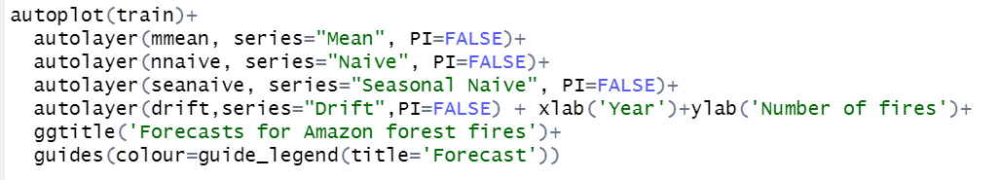 autoplot(train)+
  autolayer(mmean, series="Mean", PI=FALSE)+
  autolayer(nnaive, series="Naive", PI=FALSE)+
  autolayer(seanaive, series="Seasonal Naive", PI=FALSE)+
  autolayer(drift,series="Drift",PI=FALSE) + xlab('Year')+ylab('Number of fires')+
  ggtitle('Forecasts for Amazon forest fires')+
  guides(colour=guide_legend(title='Forecast'))